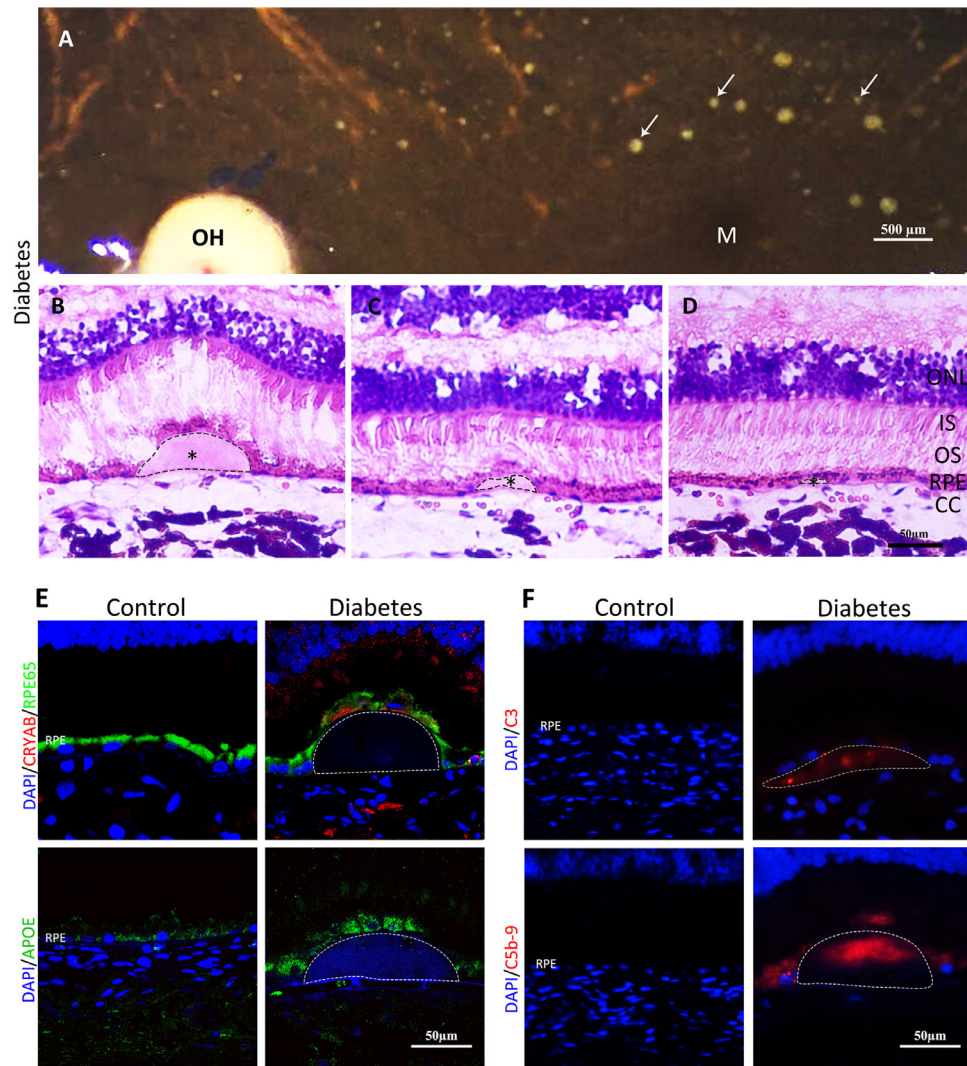 A
OH
M
500 µm
Diabetes
B
C
D
*
*
*
ONL
IS
OS
RPE
CC
50µm
E
Control
Diabetes
F
Control
Diabetes
DAPI/CRYAB/RPE65
RPE
DAPI/C3
RPE
DAPI/APOE
RPE
50µm
DAPI/C5b-9
RPE
50µm